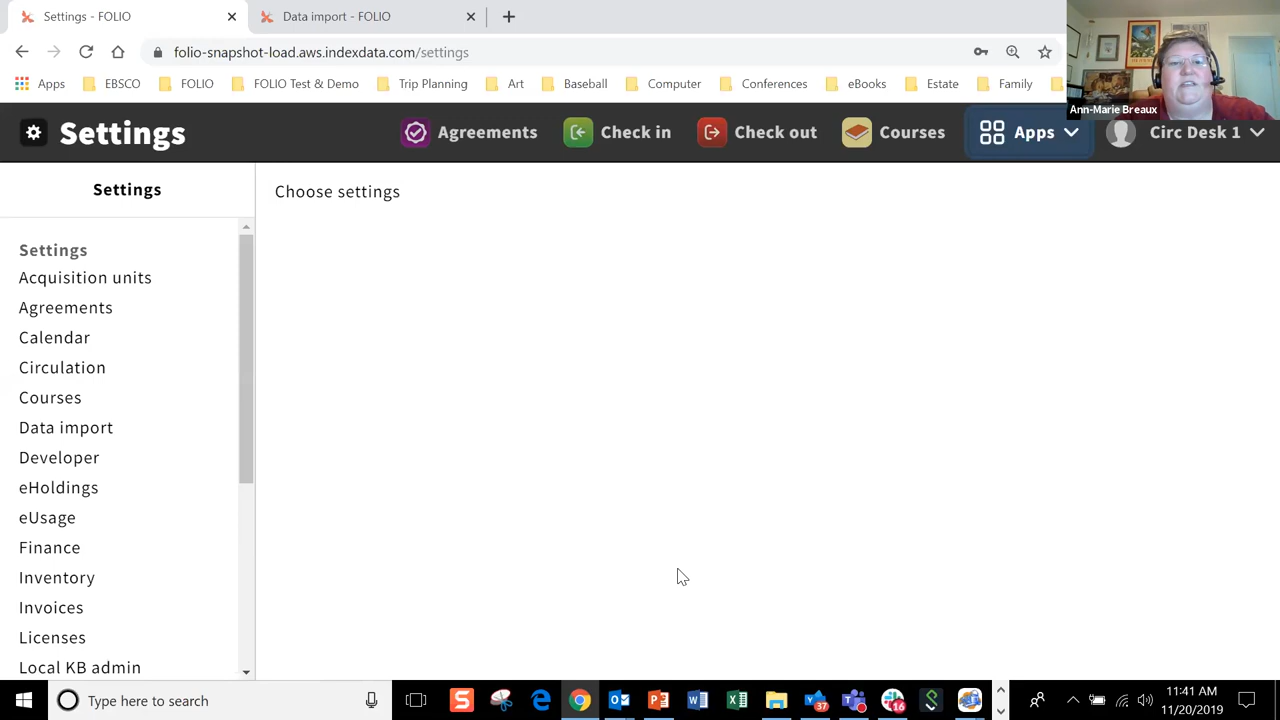 Settings - FOLIO
Data import - FOLIO
folio-snapshot-load.aws.indexdata.com/settings
Apps EBSCO FOLIO FOLIO Test & Demo Trip Planning Art Baseball Computer Conferences eBooks Estate Family
Ann-Marie Breaux
Settings Agreements Check in Check out Courses Apps Circ Desk 1
Settings
Choose settings
Settings
Acquisition units
Agreements
Calendar
Circulation
Courses
Data import
Developer
eHoldings
eUsage
Finance
Inventory
Invoices
Licenses
Local KB admin
Type here to search
37
16
11:41 AM
11/20/2019